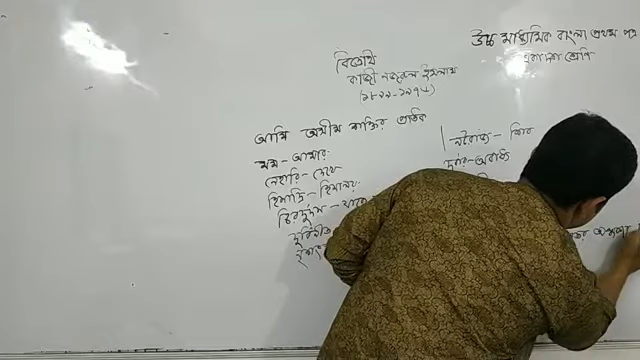 উচ্চ মাধ্যমিক বাংলা প্রথম পত্র
একাদশ শ্রেণি
বিদ্রোহী
কাজী নজরুল ইসলাম
(১৮৯৯-১৯৭৬)
আমি অসীম শক্তির প্রতীক
মম - আমার
নেহারি - দেখে
হিমাদ্রি - হিমালয়
চিরদুর্দম -
দুর্বিনীত
নৃশংস
নটরাজ - শিব
দুর্বার - অবাধ্য